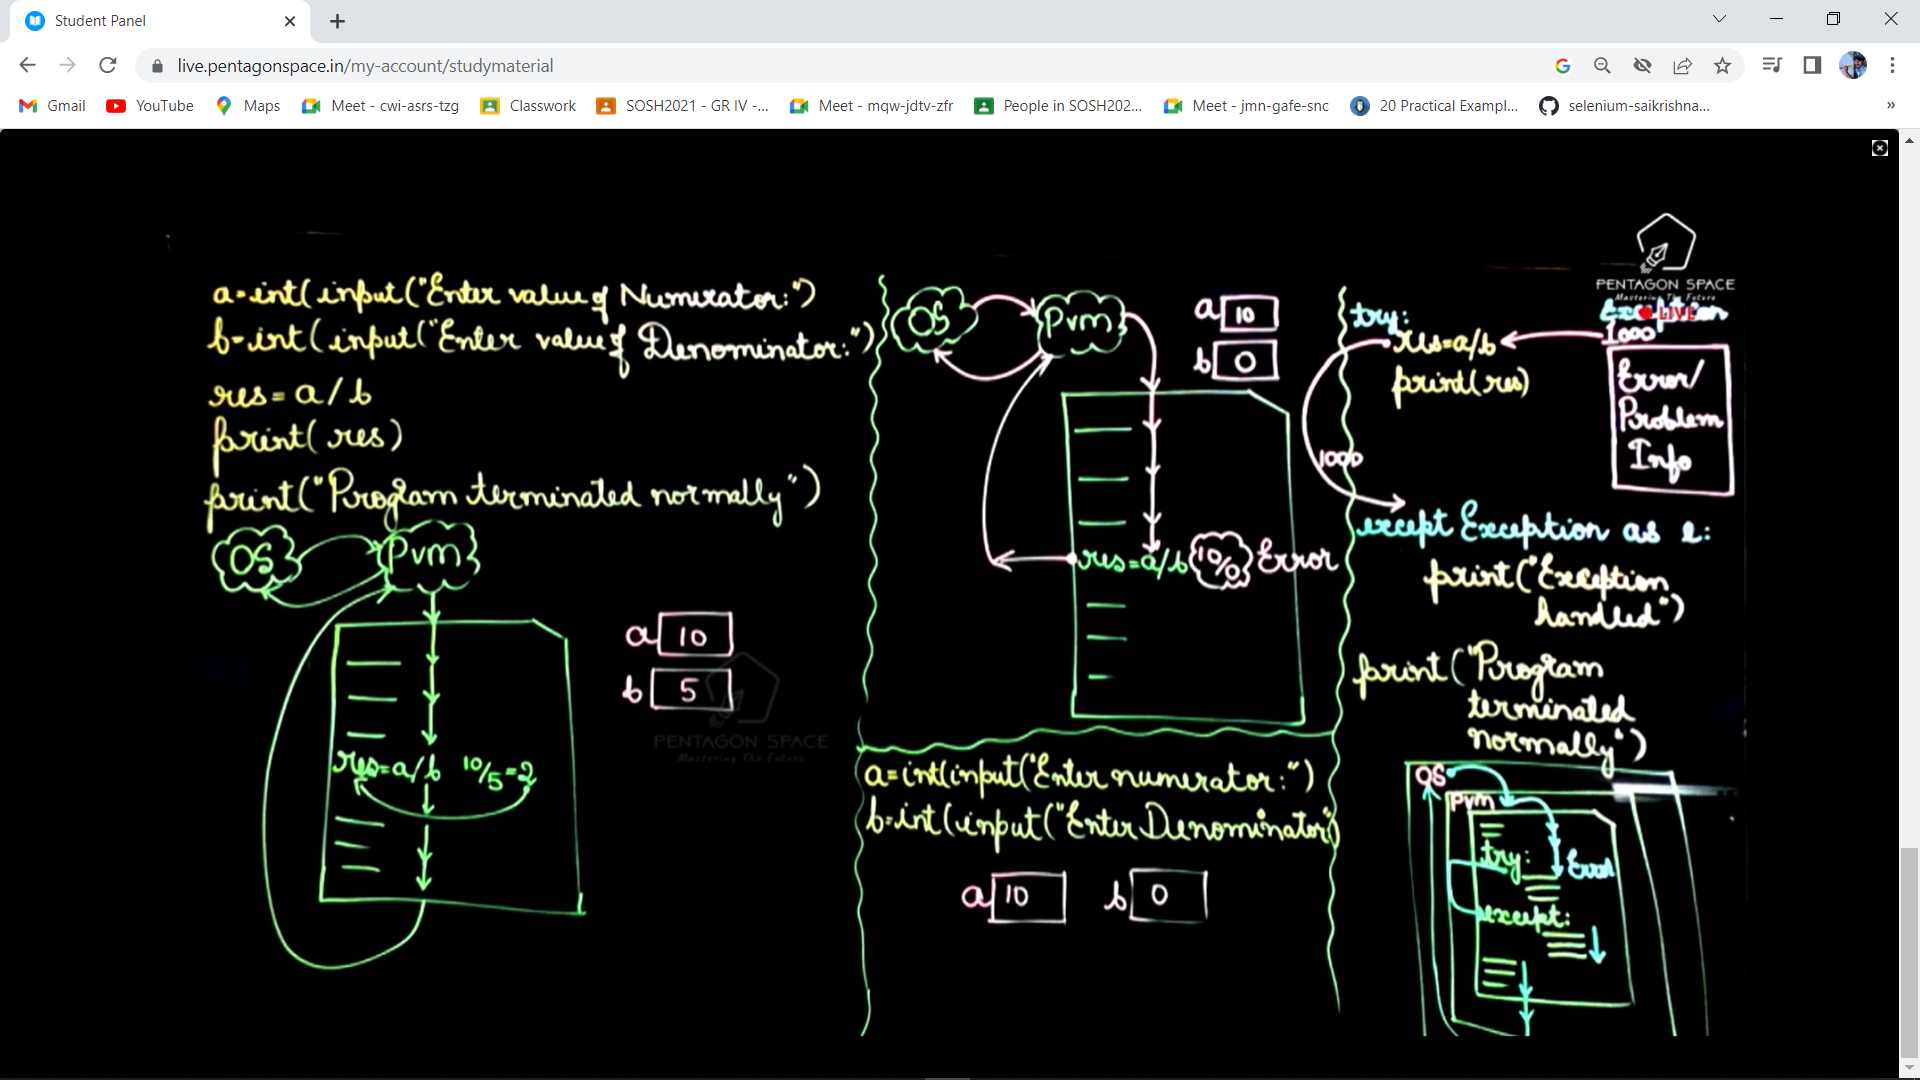 Student Panel
live.pentagonspace.in/my-account/studymaterial
Gmail
YouTube
Maps
Meet - cwi-asrs-tzg
Classwork
SOSH2021 - GR IV -...
Meet - mqw-jdtv-zfr
People in SOSH202...
Meet - jmn-gafe-snc
20 Practical Exampl...
selenium-saikrishna...
»
a=int(input("Enter value of Numerator:")
b=int(input("Enter value of Denominator:")
res = a/b
print(res)
print("Program terminated normally")
OS
Pvm
a 10
b 5
res=a/b 10/5=2
PENTAGON SPACE
Mastering The Future
OS
Pvm
a 10
b 0
res=a/b 10/0 Error
a=int(input("Enter numerator:")
b=int(input("Enter Denominator")
a 10
b 0
PENTAGON SPACE
Mastering The Future
Exception
LIVE
1000
Error/
Problem
Info
try:
res=a/b
print(res)
1000
except Exception as e:
print("Exception
handled")
print("Program
terminated
normally")
OS
Pvm
try:
Error
except: